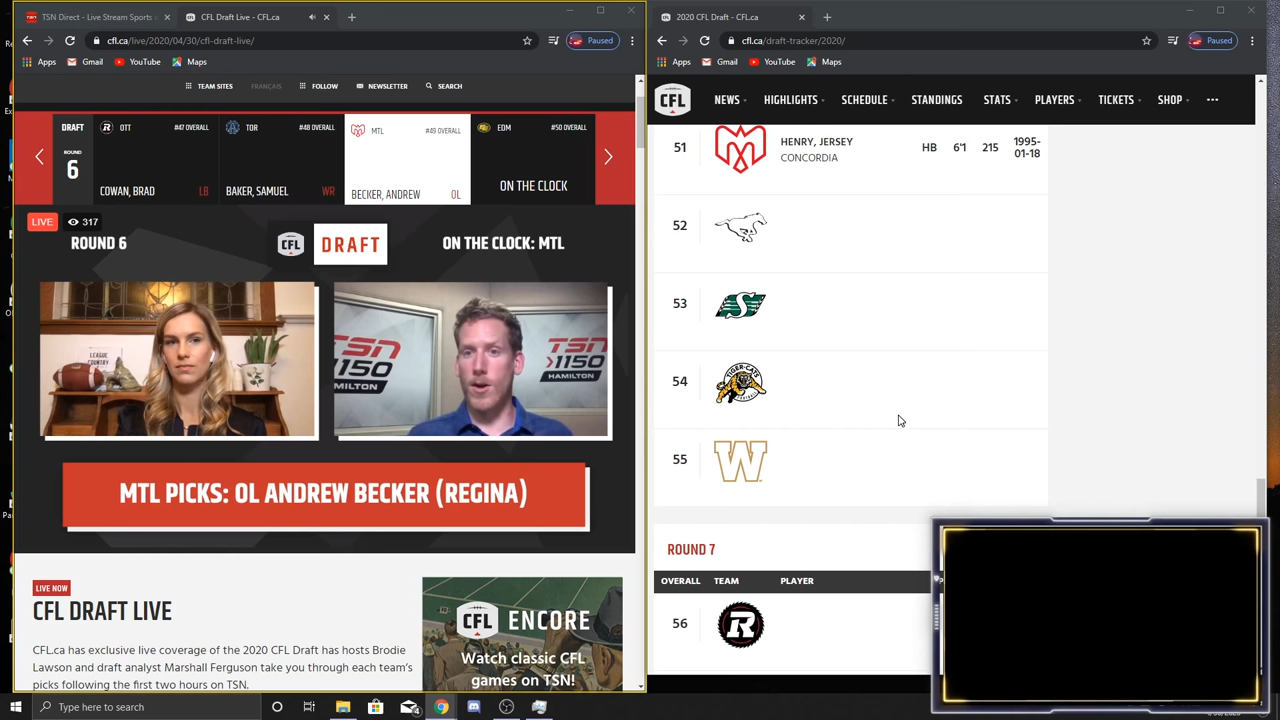 TSN Direct - Live Stream Sports
CFL Draft Live - CFL.ca
cfl.ca/live/2020/04/30/cfl-draft-live/
Paused
Apps
Gmail
YouTube
Maps
TEAM SITES
FRANÇAIS
FOLLOW
NEWSLETTER
SEARCH
DRAFT
ROUND
6
OTT
#47 OVERALL
COWAN, BRAD
LB
TOR
#48 OVERALL
BAKER, SAMUEL
WR
MTL
#49 OVERALL
BECKER, ANDREW
OL
EDM
#50 OVERALL
ON THE CLOCK
LIVE
317
ROUND 6
CFL
DRAFT
ON THE CLOCK: MTL
LEAGUE
COUNTRY
TSN
1150
HAMILTON
TSN
1150
HAMILTON
MTL PICKS: OL ANDREW BECKER (REGINA)
LIVE NOW
CFL DRAFT LIVE
CFL.ca has exclusive live coverage of the 2020 CFL Draft has hosts Brodie
Lawson and draft analyst Marshall Ferguson take you through each team's
picks following the first two hours on TSN.
CFL
ENCORE
Watch classic CFL
games on TSN!
2020 CFL Draft - CFL.ca
cfl.ca/draft-tracker/2020/
Paused
Apps
Gmail
YouTube
Maps
CFL
NEWS
HIGHLIGHTS
SCHEDULE
STANDINGS
STATS
PLAYERS
TICKETS
SHOP
51
HENRY, JERSEY
CONCORDIA
HB
6'1
215
1995-
01-18
52
53
S
54
TIGER-CATS
55
W
ROUND 7
OVERALL
TEAM
PLAYER
56
R
Type here to search